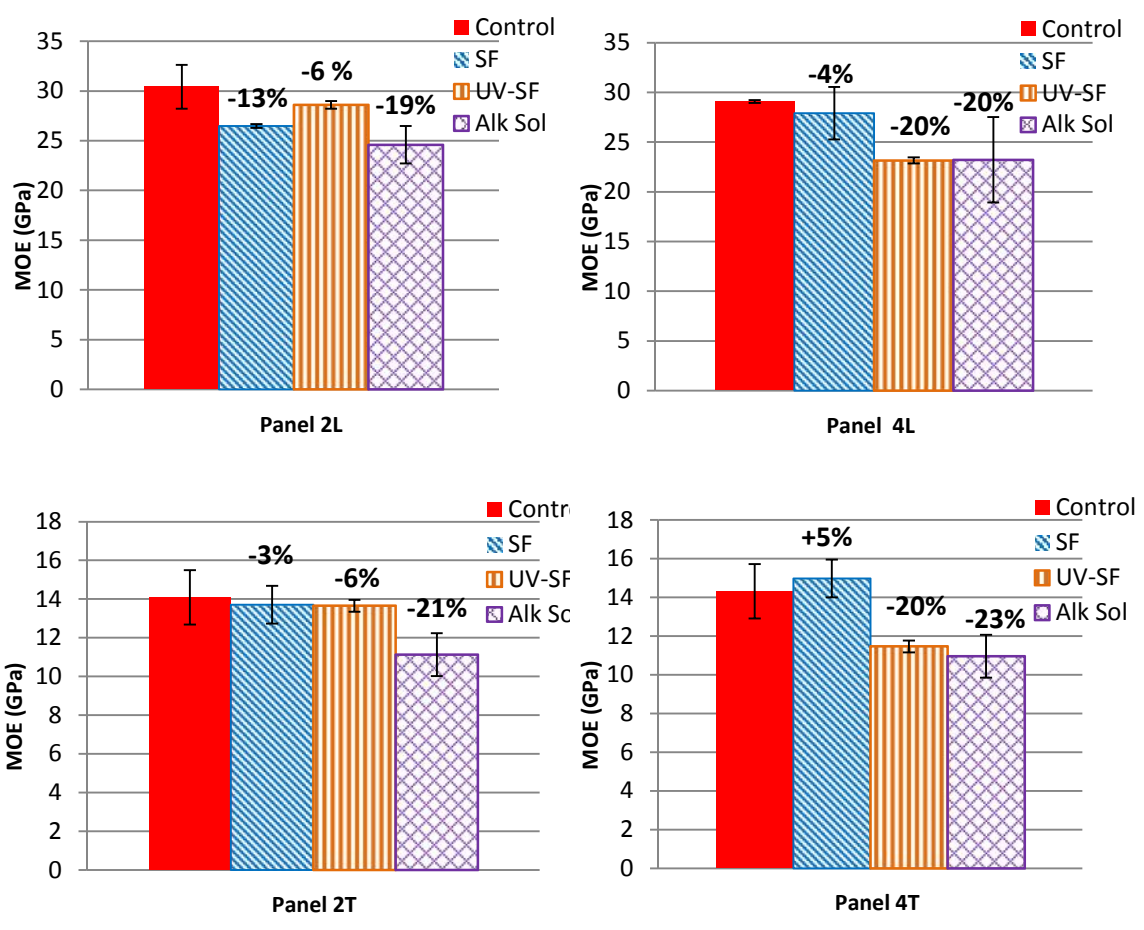 Control
SF
UV-SF
Alk Sol
35
30
25
20
15
10
5
0
MOE (GPa)
-13%
-6 %
-19%
Panel 2L
Control
SF
UV-SF
Alk Sol
35
30
25
20
15
10
5
0
MOE (GPa)
-4%
-20%
-20%
Panel 4L
Contr
SF
UV-SF
Alk So
18
16
14
12
10
8
6
4
2
0
MOE (GPa)
-3%
-6%
-21%
Panel 2T
Control
SF
UV-SF
Alk Sol
18
16
14
12
10
8
6
4
2
0
MOE (GPa)
+5%
-20%
-23%
Panel 4T